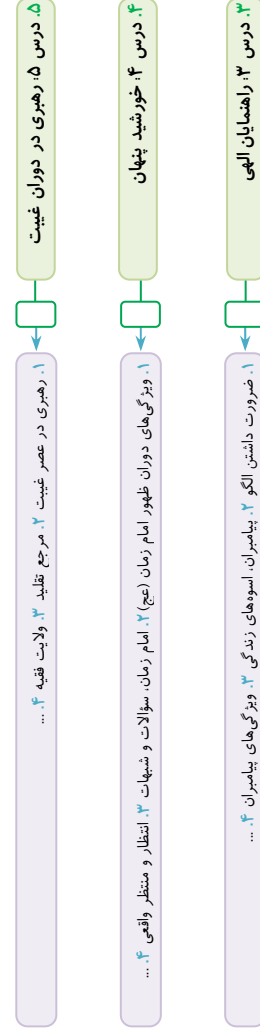 ۳. درس ۳: راهنمایان الهی
۱. ضرورت داشتن الگو ۲. پیامبران، اسوه‌های زندگی ۳. ویژگی‌های پیامبران ۴. ...
۴. درس ۴: خورشید پنهان
۱. ویژگی‌های دوران ظهور امام زمان (عج) ۲. امام زمان، سؤالات و شبهات ۳. انتظار و منتظر واقعی ۴. ...
۵. درس ۵: رهبری در دوران غیبت
۱. رهبری در عصر غیبت ۲. مرجع تقلید ۳. ولایت فقیه ۴. ...